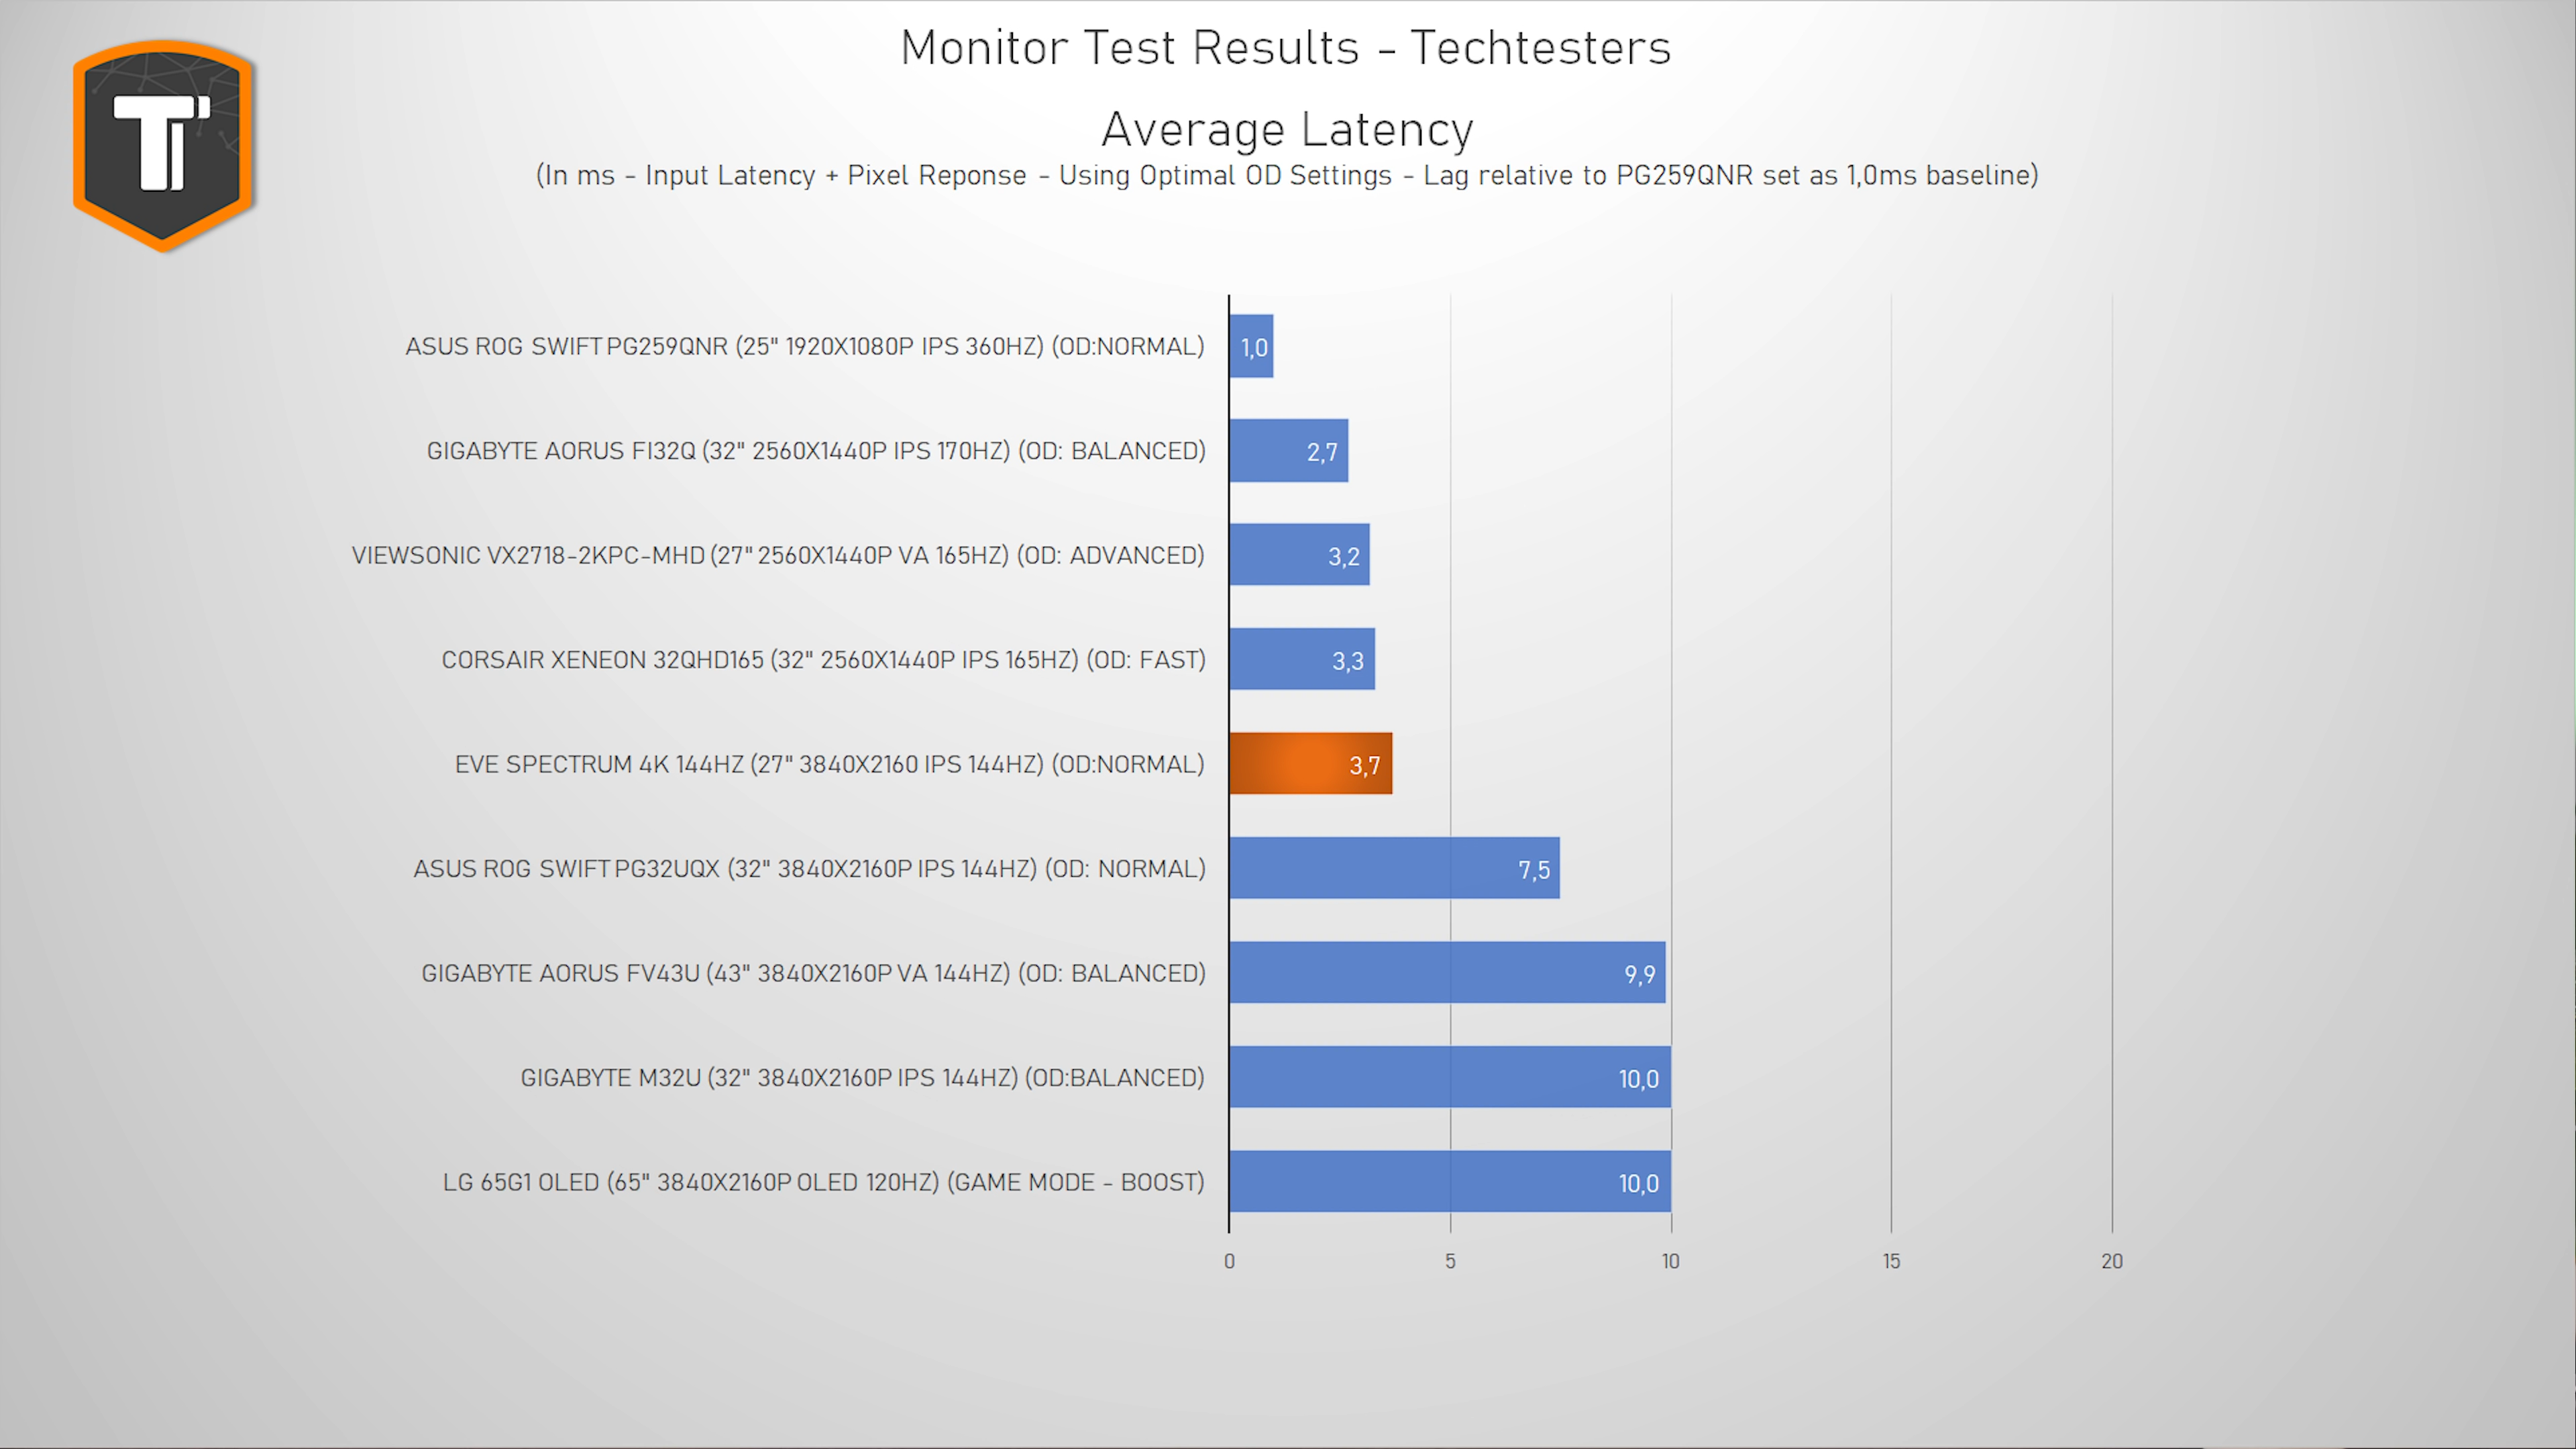 Monitor Test Results - Techtesters
Average Latency
(In ms - Input Latency + Pixel Reponse - Using Optimal OD Settings - Lag relative to PG259QNR set as 1,0ms baseline)
ASUS ROG SWIFT PG259QNR (25" 1920X1080P IPS 360HZ) (OD:NORMAL) 1,0
GIGABYTE AORUS FI32Q (32" 2560X1440P IPS 170HZ) (OD: BALANCED) 2,7
VIEWSONIC VX2718-2KPC-MHD (27" 2560X1440P VA 165HZ) (OD: ADVANCED) 3,2
CORSAIR XENEON 32QHD165 (32" 2560X1440P IPS 165HZ) (OD: FAST) 3,3
EVE SPECTRUM 4K 144HZ (27" 3840X2160 IPS 144HZ) (OD:NORMAL) 3,7
ASUS ROG SWIFT PG32UQX (32" 3840X2160P IPS 144HZ) (OD: NORMAL) 7,5
GIGABYTE AORUS FV43U (43" 3840X2160P VA 144HZ) (OD: BALANCED) 9,9
GIGABYTE M32U (32" 3840X2160P IPS 144HZ) (OD:BALANCED) 10,0
LG 65G1 OLED (65" 3840X2160P OLED 120HZ) (GAME MODE - BOOST) 10,0
0 5 10 15 20